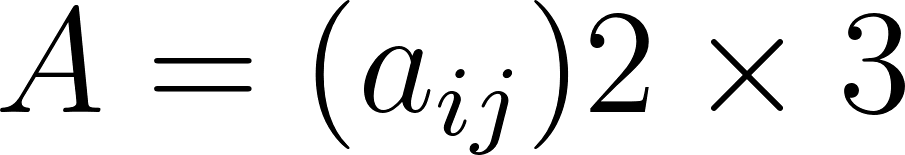 A = (a_{ij})2 × 3